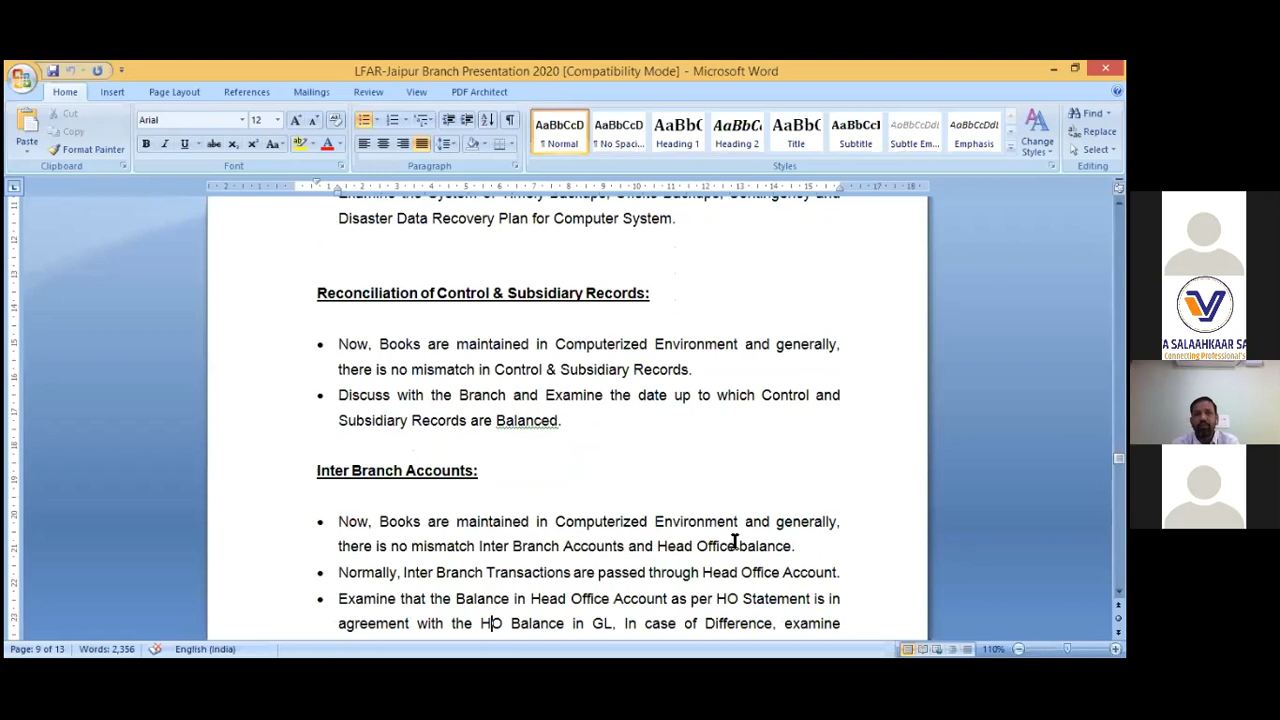 LFAR-Jaipur Branch Presentation 2020 [Compatibility Mode] - Microsoft Word
Home Insert Page Layout References Mailings Review View PDF Architect
Cut
Copy
Format Painter
Paste
Clipboard
Arial 12
Font
Paragraph
AaBbCcD AaBbCcD AaBbC AaBbCc AaBbC AaBbCcI AaBbCcDd AaBbCcDd
¶ Normal ¶ No Spaci... Heading 1 Heading 2 Title Subtitle Subtle Em... Emphasis
Change Styles
Styles
Find
Replace
Select
Editing
Disaster Data Recovery Plan for Computer System.
Reconciliation of Control & Subsidiary Records:
• Now, Books are maintained in Computerized Environment and generally,
there is no mismatch in Control & Subsidiary Records.
• Discuss with the Branch and Examine the date up to which Control and
Subsidiary Records are Balanced.
Inter Branch Accounts:
• Now, Books are maintained in Computerized Environment and generally,
there is no mismatch Inter Branch Accounts and Head Office balance.
• Normally, Inter Branch Transactions are passed through Head Office Account.
• Examine that the Balance in Head Office Account as per HO Statement is in
agreement with the HO Balance in GL, In case of Difference, examine
Page: 9 of 13 Words: 2,356 English (India) 110%
A SALAAHKAAR SA
Connecting Professional's